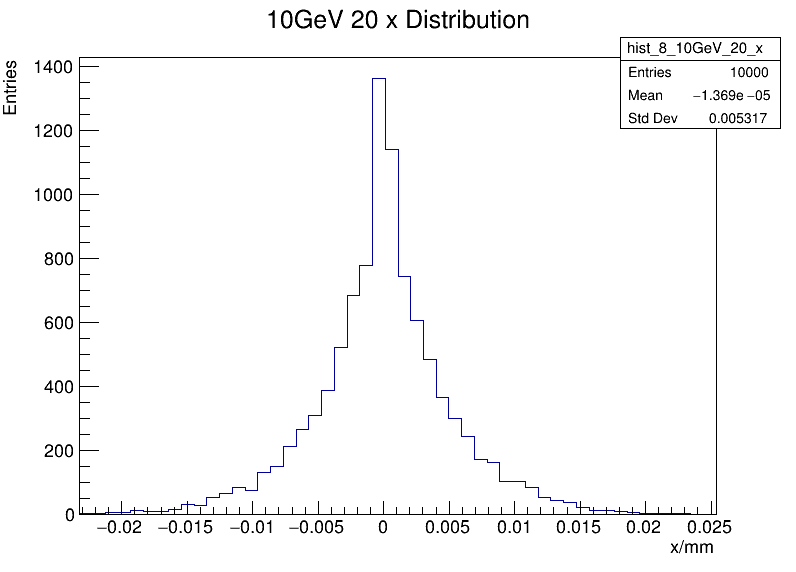 10GeV 20 x Distribution
hist_8_10GeV_20_x
Entries 10000
Mean −1.369e−05
Std Dev 0.005317
Entries
1400
1200
1000
800
600
400
200
0
−0.02 −0.015 −0.01 −0.005 0 0.005 0.01 0.015 0.02 0.025
x/mm